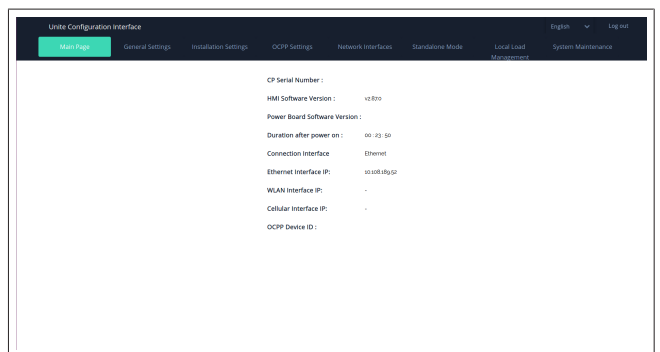 Unite Configuration Interface
English
Log out
Main Page
General Settings
Installation Settings
OCPP Settings
Network Interfaces
Standalone Mode
Local Load
Management
System Maintenance
CP Serial Number :
HMI Software Version : v2.87.0
Power Board Software Version :
Duration after power on : 00 : 23 : 50
Connection Interface Ethernet
Ethernet Interface IP: 10.108.189.52
WLAN Interface IP: -
Cellular Interface IP: -
OCPP Device ID :